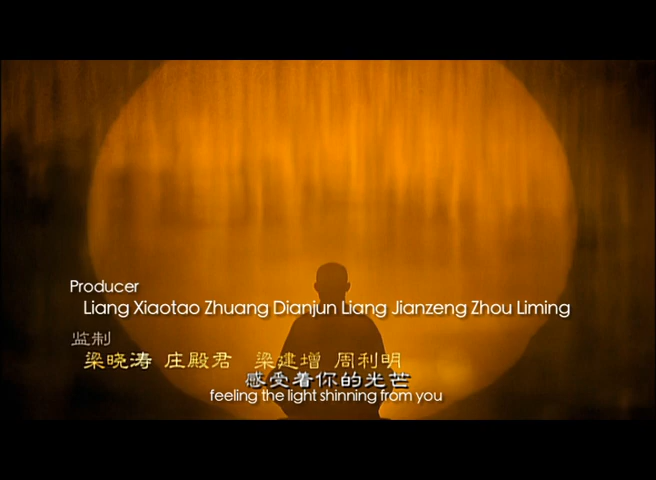 Producer
Liang Xiaotao Zhuang Dianjun Liang Jianzeng Zhou Liming
监制
梁晓涛 庄殿君 梁建增 周利明
感受着你的光芒
feeling the light shinning from you